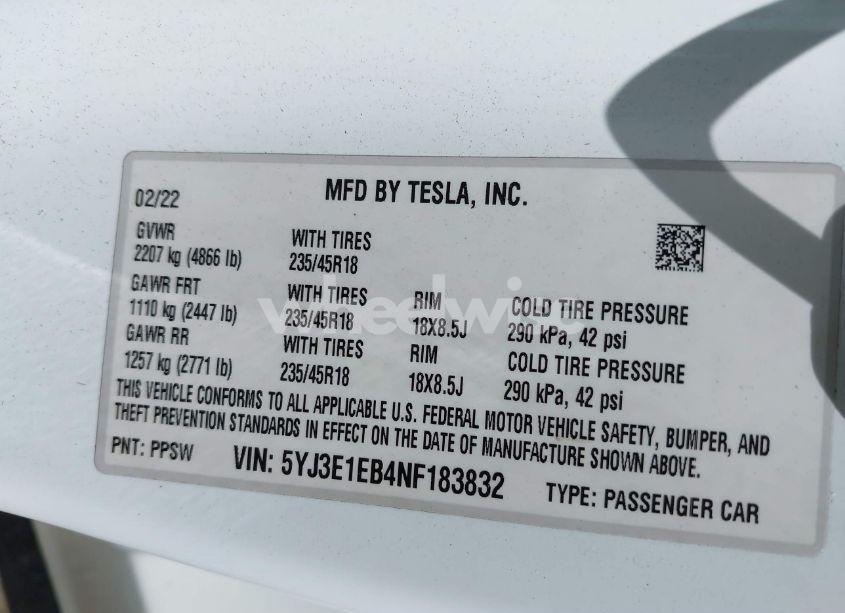 02/22
MFD BY TESLA, INC.
GVWR
2207 kg (4866 lb)
WITH TIRES
235/45R18
GAWR FRT
1110 kg (2447 lb)
WITH TIRES
235/45R18
RIM
18X8.5J
COLD TIRE PRESSURE
290 kPa, 42 psi
GAWR RR
1257 kg (2771 lb)
WITH TIRES
235/45R18
RIM
18X8.5J
COLD TIRE PRESSURE
290 kPa, 42 psi
THIS VEHICLE CONFORMS TO ALL APPLICABLE U.S. FEDERAL MOTOR VEHICLE SAFETY, BUMPER, AND
THEFT PREVENTION STANDARDS IN EFFECT ON THE DATE OF MANUFACTURE SHOWN ABOVE.
PNT: PPSW
VIN: 5YJ3E1EB4NF183832
TYPE: PASSENGER CAR
wheelwise